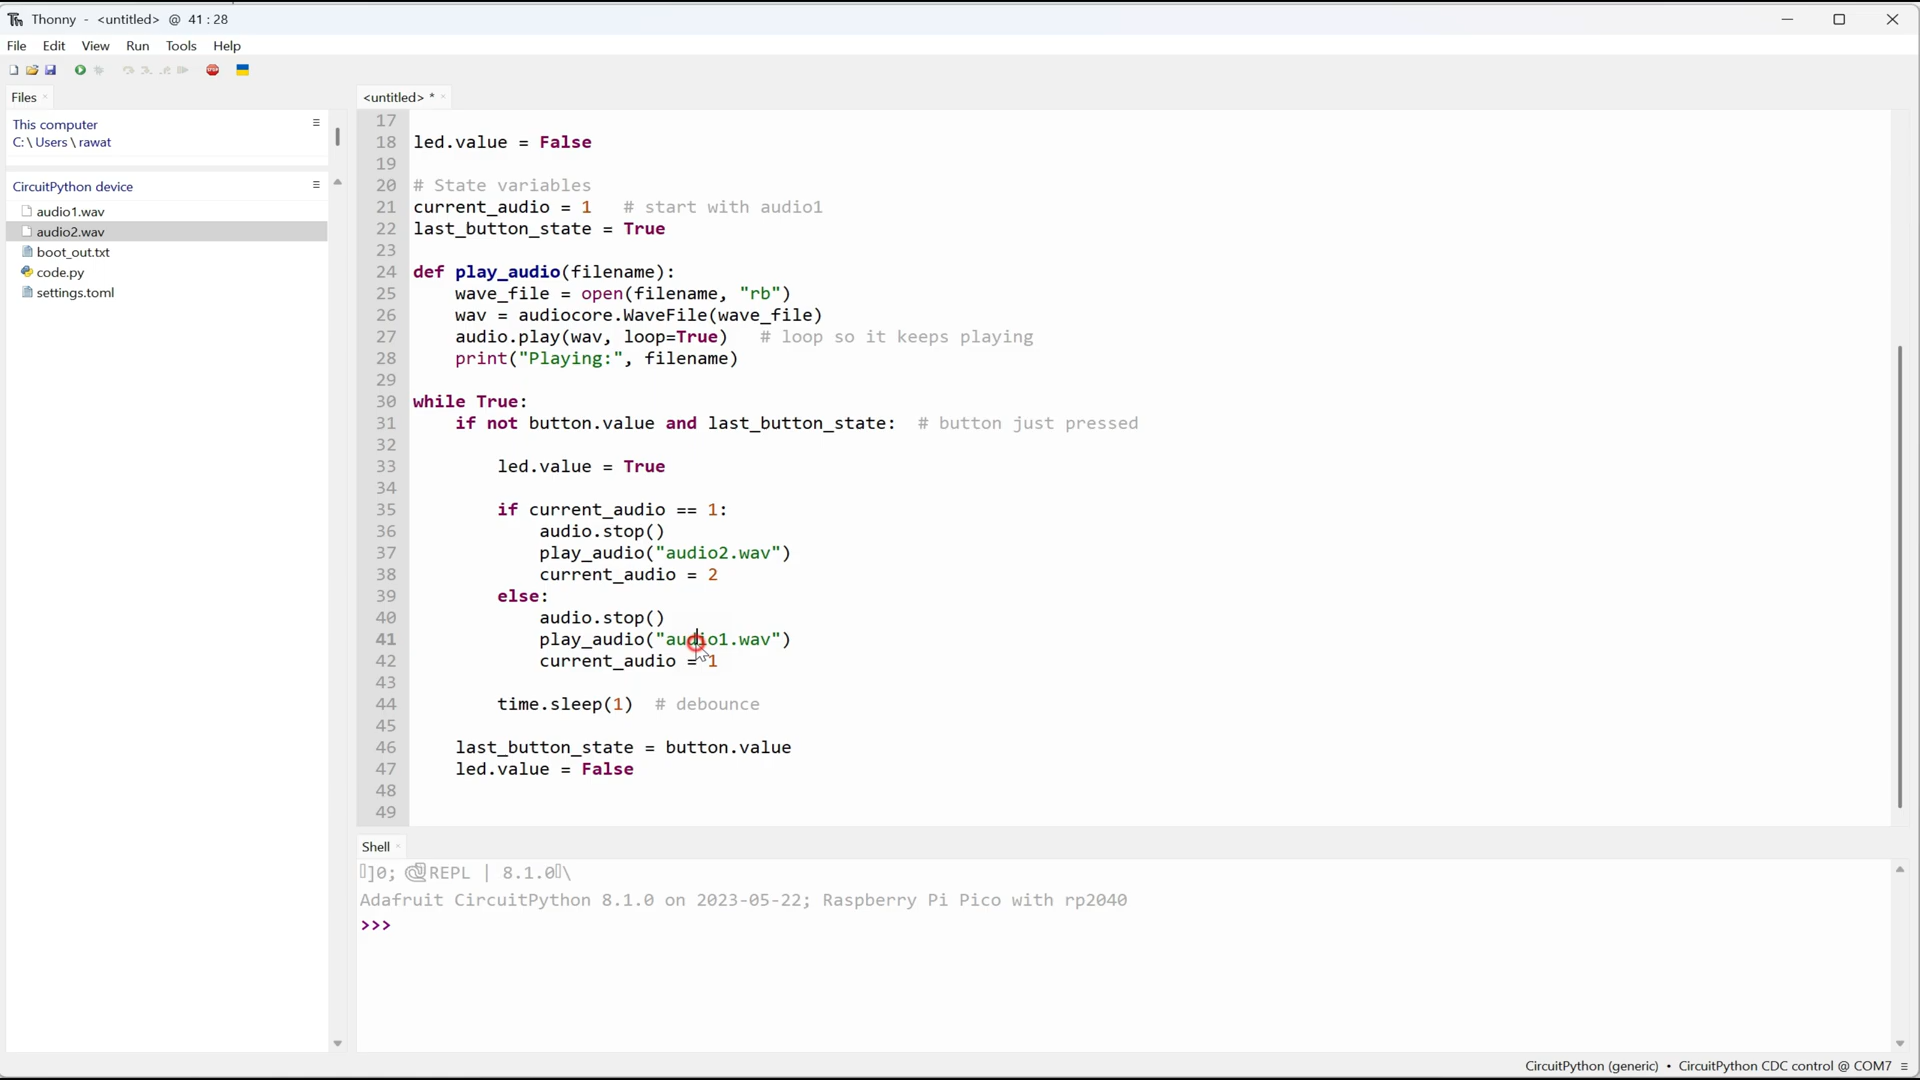 Thonny - <untitled> @ 41 : 28
File Edit View Run Tools Help
Files
This computer
C: \ Users \ rawat
CircuitPython device
audio1.wav
audio2.wav
boot_out.txt
code.py
settings.toml
<untitled> *
17
18 led.value = False
19
20 # State variables
21 current_audio = 1 # start with audio1
22 last_button_state = True
23
24 def play_audio(filename):
25 wave_file = open(filename, "rb")
26 wav = audiocore.WaveFile(wave_file)
27 audio.play(wav, loop=True) # loop so it keeps playing
28 print("Playing:", filename)
29
30 while True:
31 if not button.value and last_button_state: # button just pressed
32
33 led.value = True
34
35 if current_audio == 1:
36 audio.stop()
37 play_audio("audio2.wav")
38 current_audio = 2
39 else:
40 audio.stop()
41 play_audio("audio1.wav")
42 current_audio = 1
43
44 time.sleep(1) # debounce
45
46 last_button_state = button.value
47 led.value = False
48
49
Shell
]0; REPL | 8.1.0\
Adafruit CircuitPython 8.1.0 on 2023-05-22; Raspberry Pi Pico with rp2040
>>>
CircuitPython (generic) • CircuitPython CDC control @ COM7